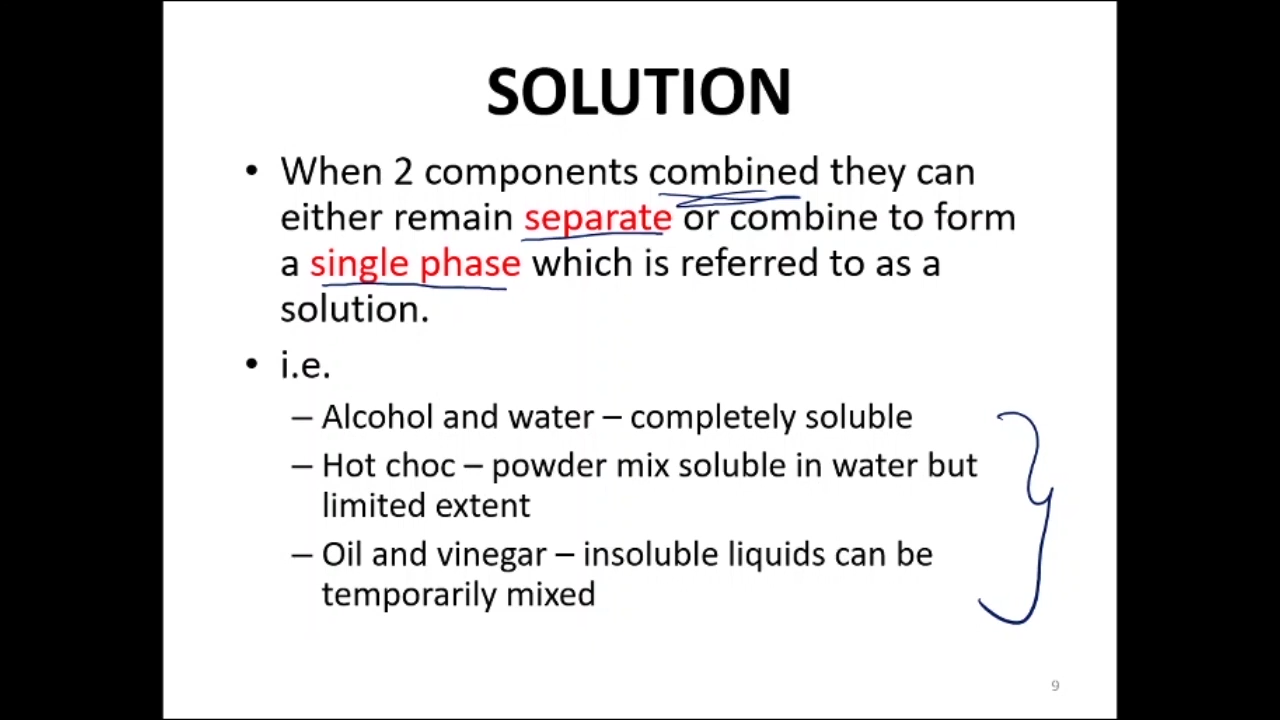 SOLUTION
• When 2 components combined they can
either remain separate or combine to form
a single phase which is referred to as a
solution.
• i.e.
– Alcohol and water – completely soluble
– Hot choc – powder mix soluble in water but
limited extent
– Oil and vinegar – insoluble liquids can be
temporarily mixed
9